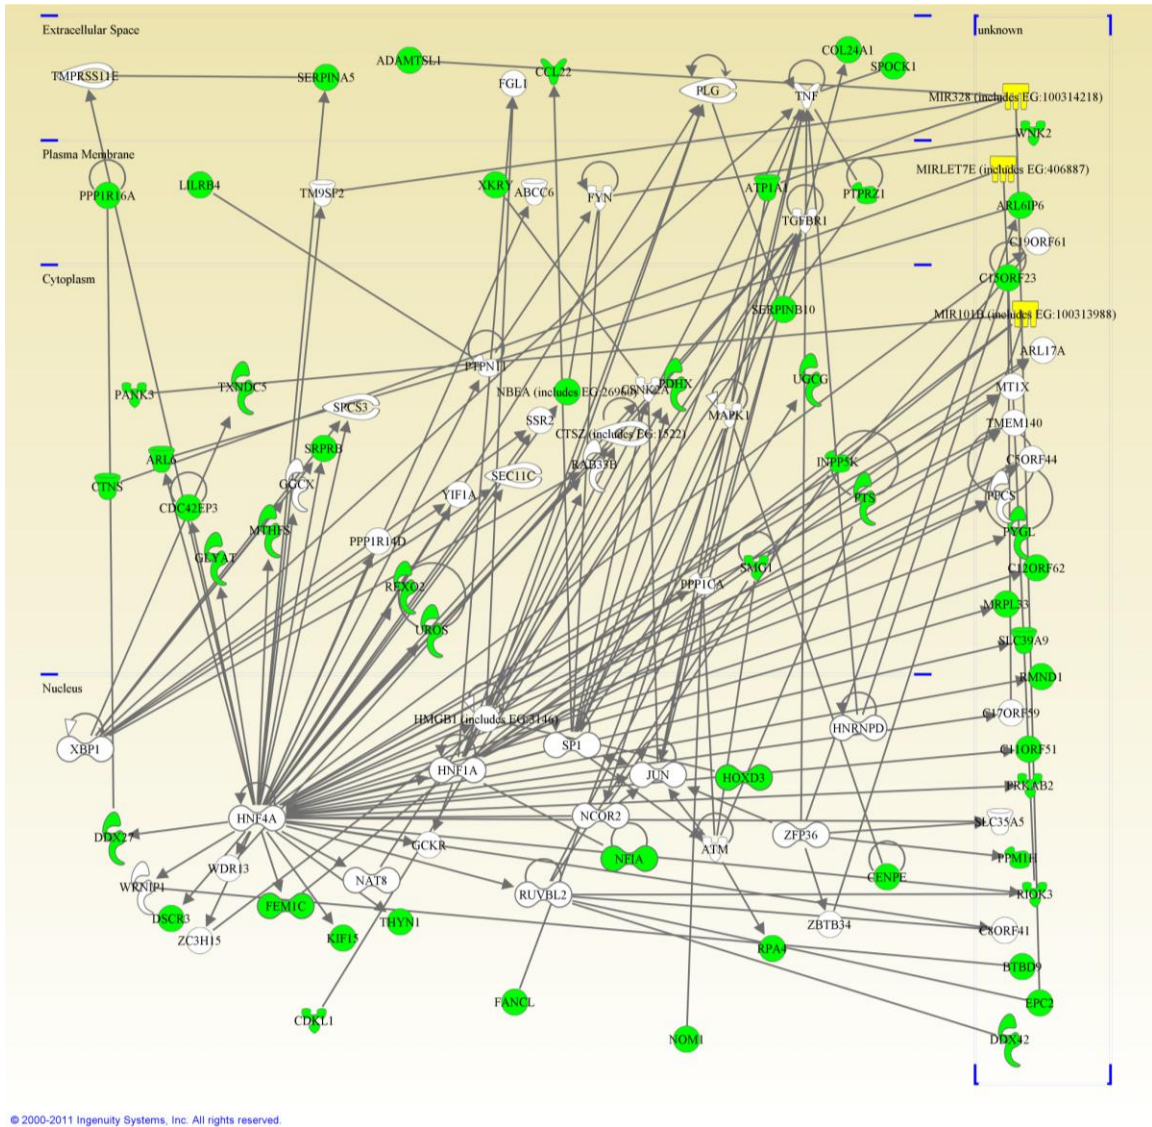 Extracellular Space
unknown
TMPRSS11E
SERPINA5
ADAMTSL1
CCL22
FGL1
PLG
TNF
COL24A1
SPOCK1
MIR328 (includes EG:100314218)
WNK2
Plasma Membrane
MIRLET7E (includes EG:406887)
PPP1R16A
LILRB4
TM9SF2
XKRY
ABCC6
FYN
ATP1A1
PTPRZ1
TGFBR1
ARL6IP6
C19ORF61
Cytoplasm
C15ORF23
SERPINB10
MIR101B (includes EG:100313988)
ARL17A
PTPN11
PANK3
TXNDC5
NBEA (includes EG:26960)
CSNK2A
PDHX
UGCG
MT1X
SPCS3
SSR2
MAPK1
TMEM140
CTSZ (includes EG:1522)
SRPRB
ARL6
RAB33B
INPP5K
C5ORF44
CTNS
GGCX
SEC11C
YIF1A
PTS
PPCS
CDC42EP3
MTHFS
PPP1R14D
PYGL
GLYAT
REXO2
PPP1CA
SMG1
C12ORF62
MRPL33
UROS
SLC39A9
Nucleus
RMND1
HMGB1 (includes EG:3146)
C17ORF59
XBP1
SP1
HNRNPD
C11ORF51
HNF1A
JUN
HOXD3
PRKAB2
HNF4A
NCOR2
SLC35A5
DDX27
GCKR
ZFP36
ATM
WDR13
NFIA
PPM1H
WRNIP1
NAT8
RUVBL2
CENPE
RIOK3
DSCR3
FEM1C
THYN1
ZBTB34
C8ORF41
ZC3H15
KIF15
RPA4
BTBD9
FANCL
EPC2
CDKL1
NOM1
DDX42
© 2000-2011 Ingenuity Systems, Inc. All rights reserved.